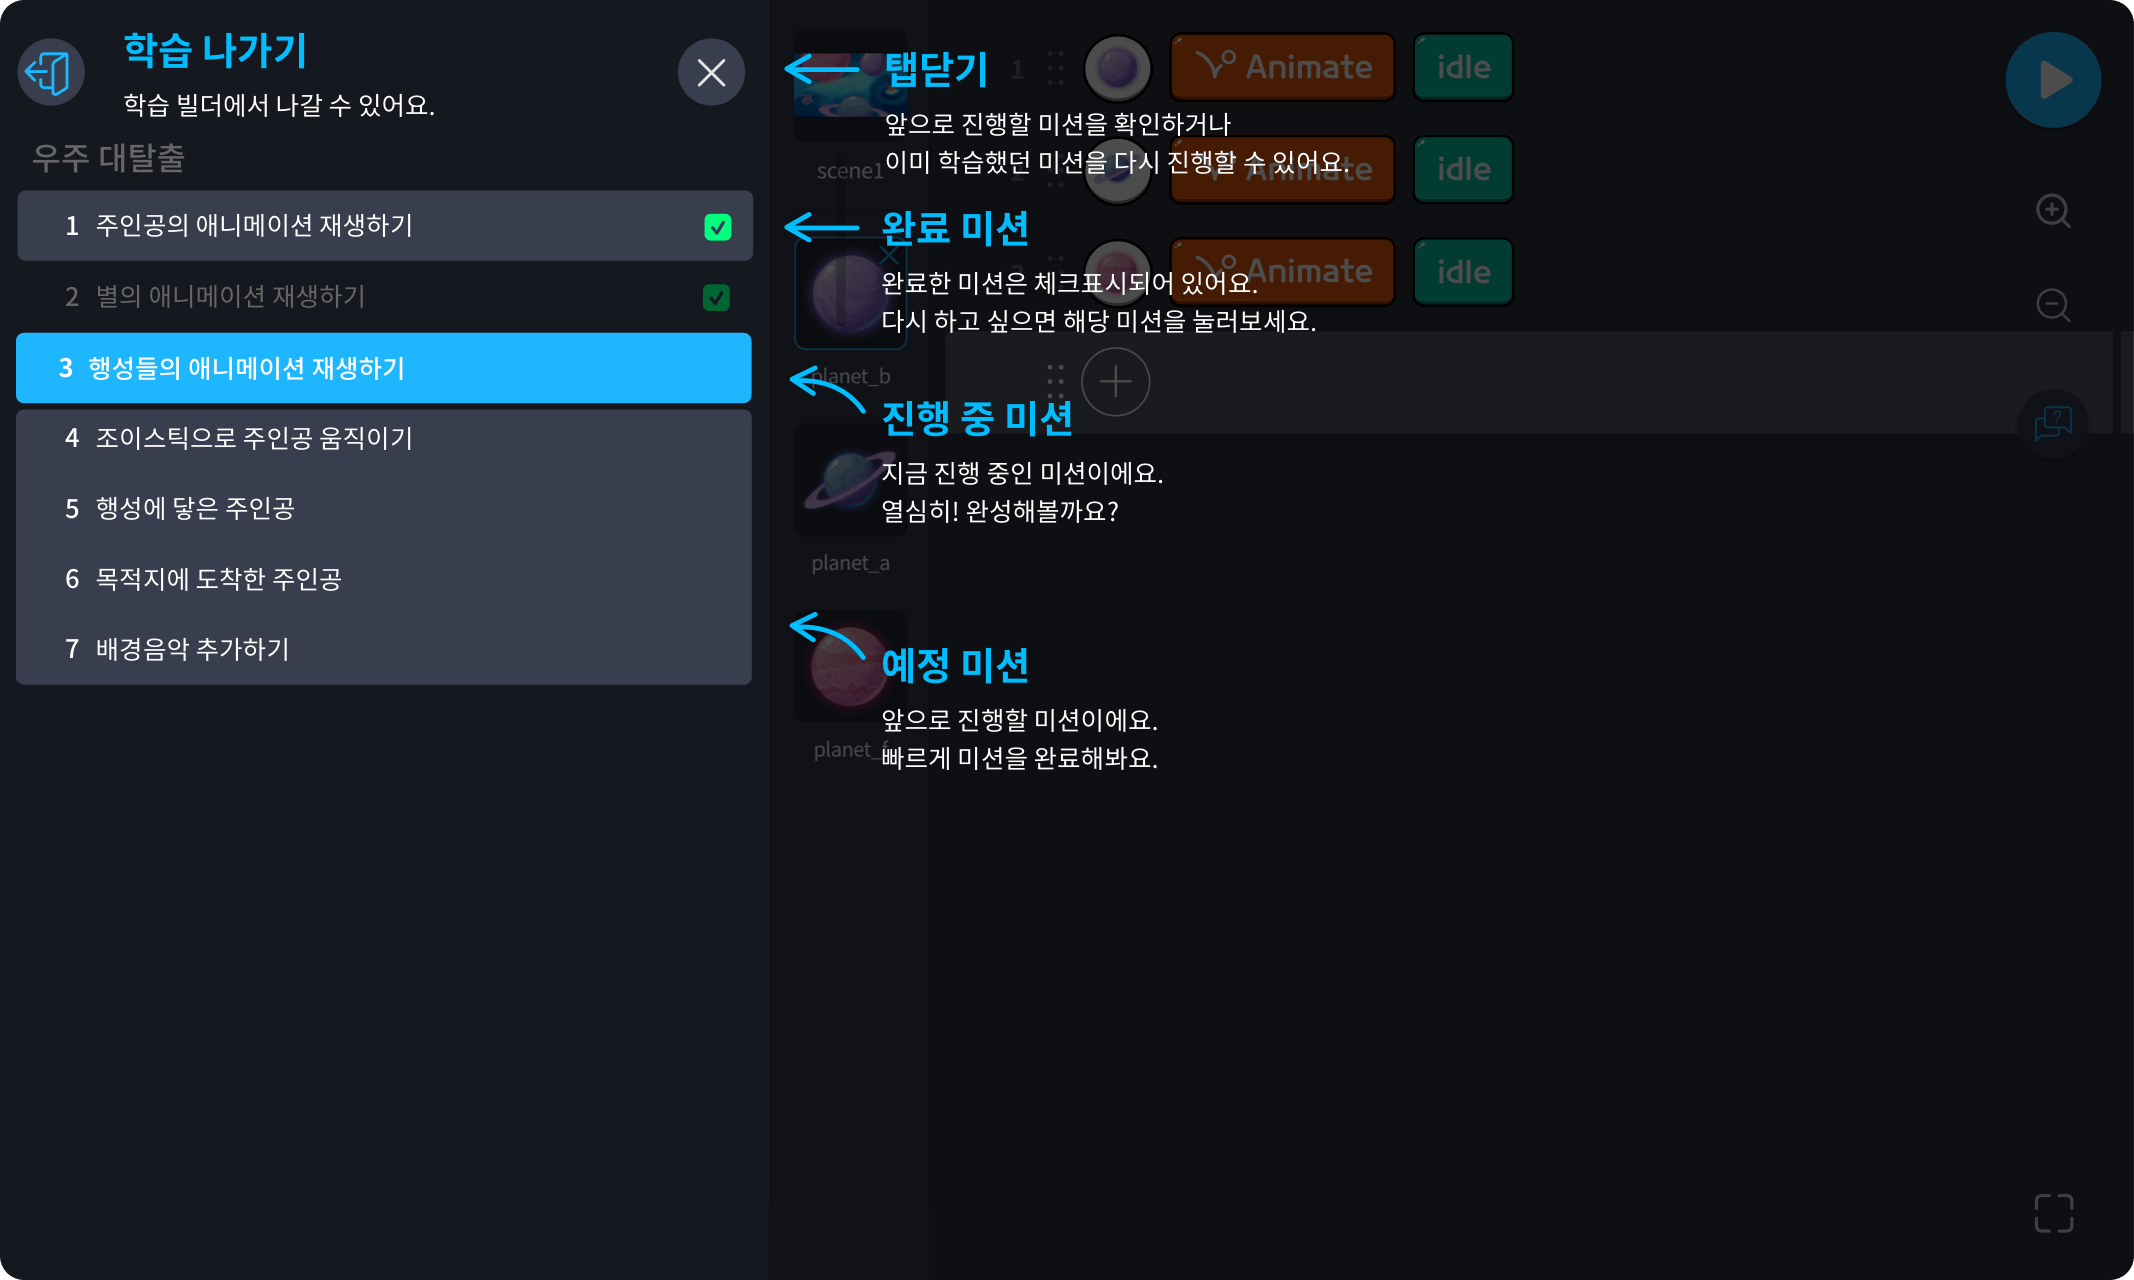 학습 나가기
학습 빌더에서 나갈 수 있어요.
우주 대탈출
1 주인공의 애니메이션 재생하기
2 별의 애니메이션 재생하기
3 행성들의 애니메이션 재생하기
4 조이스틱으로 주인공 움직이기
5 행성에 닿은 주인공
6 목적지에 도착한 주인공
7 배경음악 추가하기
탭닫기
앞으로 진행할 미션을 확인하거나
이미 학습했던 미션을 다시 진행할 수 있어요.
완료 미션
완료한 미션은 체크표시되어 있어요.
다시 하고 싶으면 해당 미션을 눌러보세요.
진행 중 미션
지금 진행 중인 미션이에요.
열심히! 완성해볼까요?
예정 미션
앞으로 진행할 미션이에요.
빠르게 미션을 완료해봐요.
scene1
planet_b
planet_a
planet_f
1 Animate idle
Animate idle
Animate idle